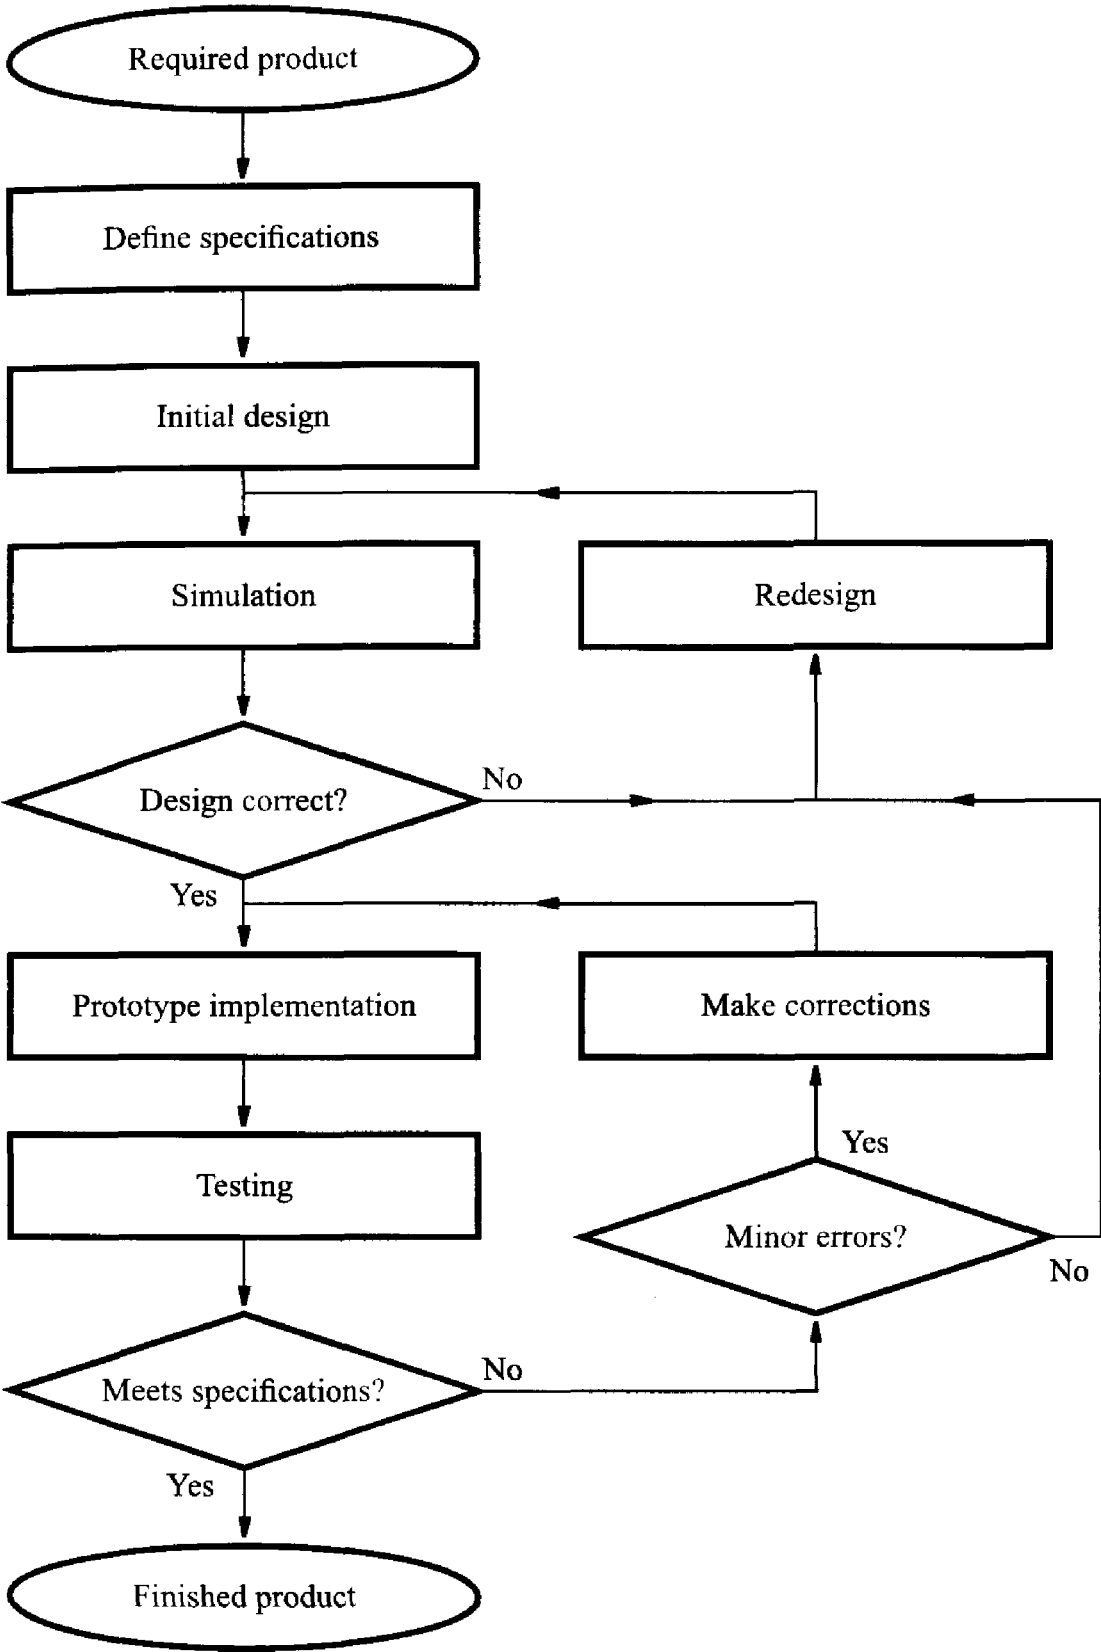 Required product
Define specifications
Initial design
Simulation
Redesign
Design correct?
No
Yes
Prototype implementation
Make corrections
Testing
Yes
Minor errors?
No
Meets specifications?
No
Yes
Finished product